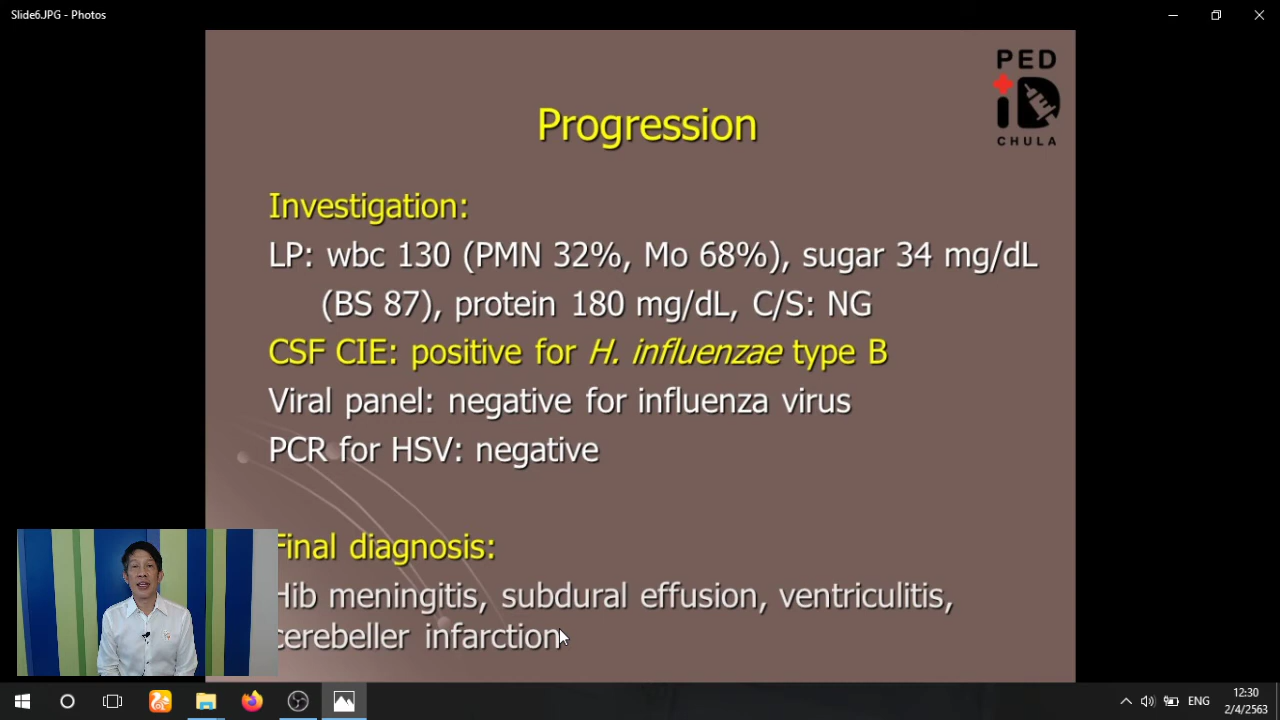 Slide6.JPG - Photos
PED
iD
CHULA
Progression
Investigation:
LP: wbc 130 (PMN 32%, Mo 68%), sugar 34 mg/dL
(BS 87), protein 180 mg/dL, C/S: NG
CSF CIE: positive for H. influenzae type B
Viral panel: negative for influenza virus
PCR for HSV: negative
Final diagnosis:
Hib meningitis, subdural effusion, ventriculitis,
cerebeller infarction
ENG
12:30
2/4/2563